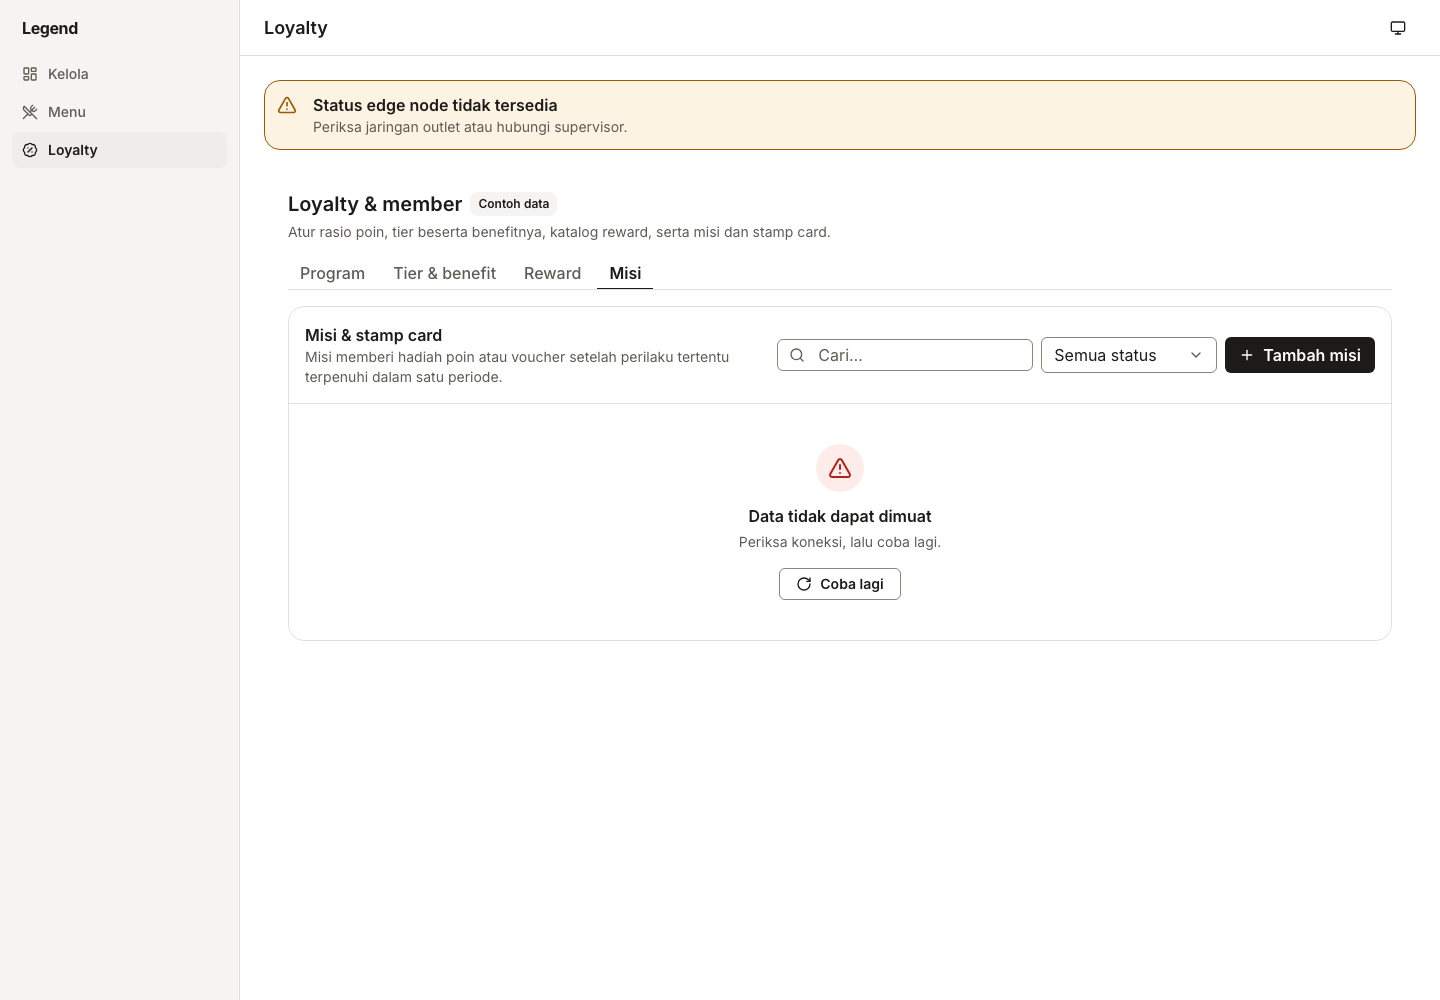 Legend
Kelola
Menu
Loyalty
Loyalty
Status edge node tidak tersedia
Periksa jaringan outlet atau hubungi supervisor.
Loyalty & member
Contoh data
Atur rasio poin, tier beserta benefitnya, katalog reward, serta misi dan stamp card.
Program
Tier & benefit
Reward
Misi
Misi & stamp card
Misi memberi hadiah poin atau voucher setelah perilaku tertentu
terpenuhi dalam satu periode.
Cari...
Semua status
Tambah misi
Data tidak dapat dimuat
Periksa koneksi, lalu coba lagi.
Coba lagi